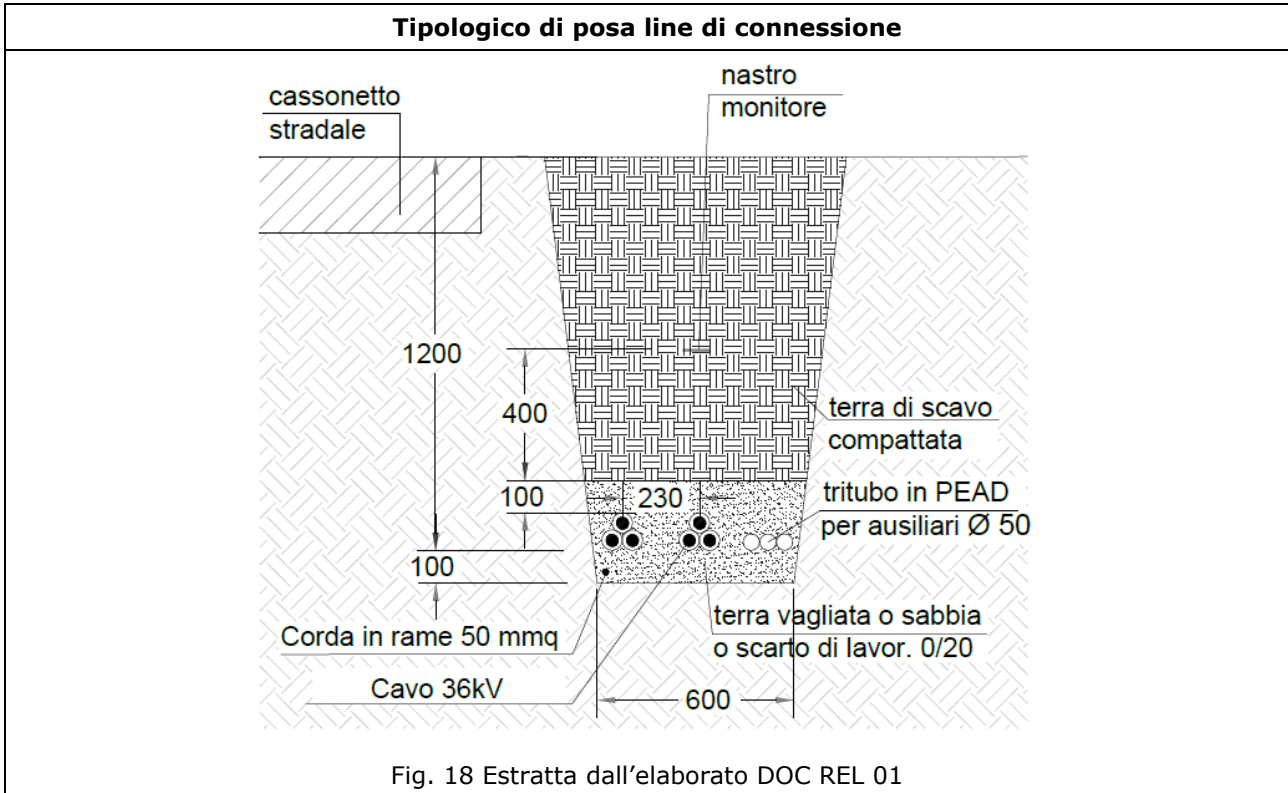 Tipologico di posa line di connessione
nastro
monitore
cassonetto
stradale
1200
400
terra di scavo
compattata
100
230
tritubo in PEAD
per ausiliari Ø 50
100
terra vagliata o sabbia
o scarto di lavor. 0/20
Corda in rame 50 mmq
Cavo 36kV
600
Fig. 18 Estratta dall’elaborato DOC REL 01